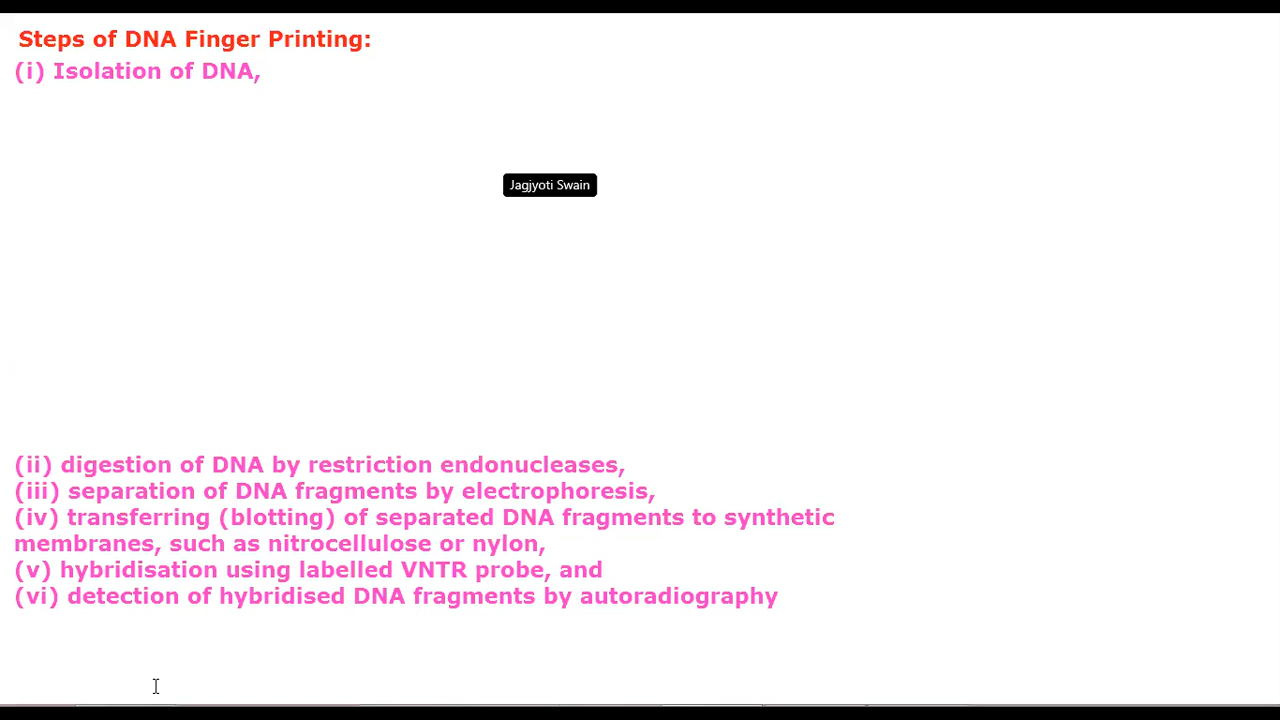 Steps of DNA Finger Printing:
(i) Isolation of DNA,
Jagjyoti Swain
(ii) digestion of DNA by restriction endonucleases,
(iii) separation of DNA fragments by electrophoresis,
(iv) transferring (blotting) of separated DNA fragments to synthetic
membranes, such as nitrocellulose or nylon,
(v) hybridisation using labelled VNTR probe, and
(vi) detection of hybridised DNA fragments by autoradiography